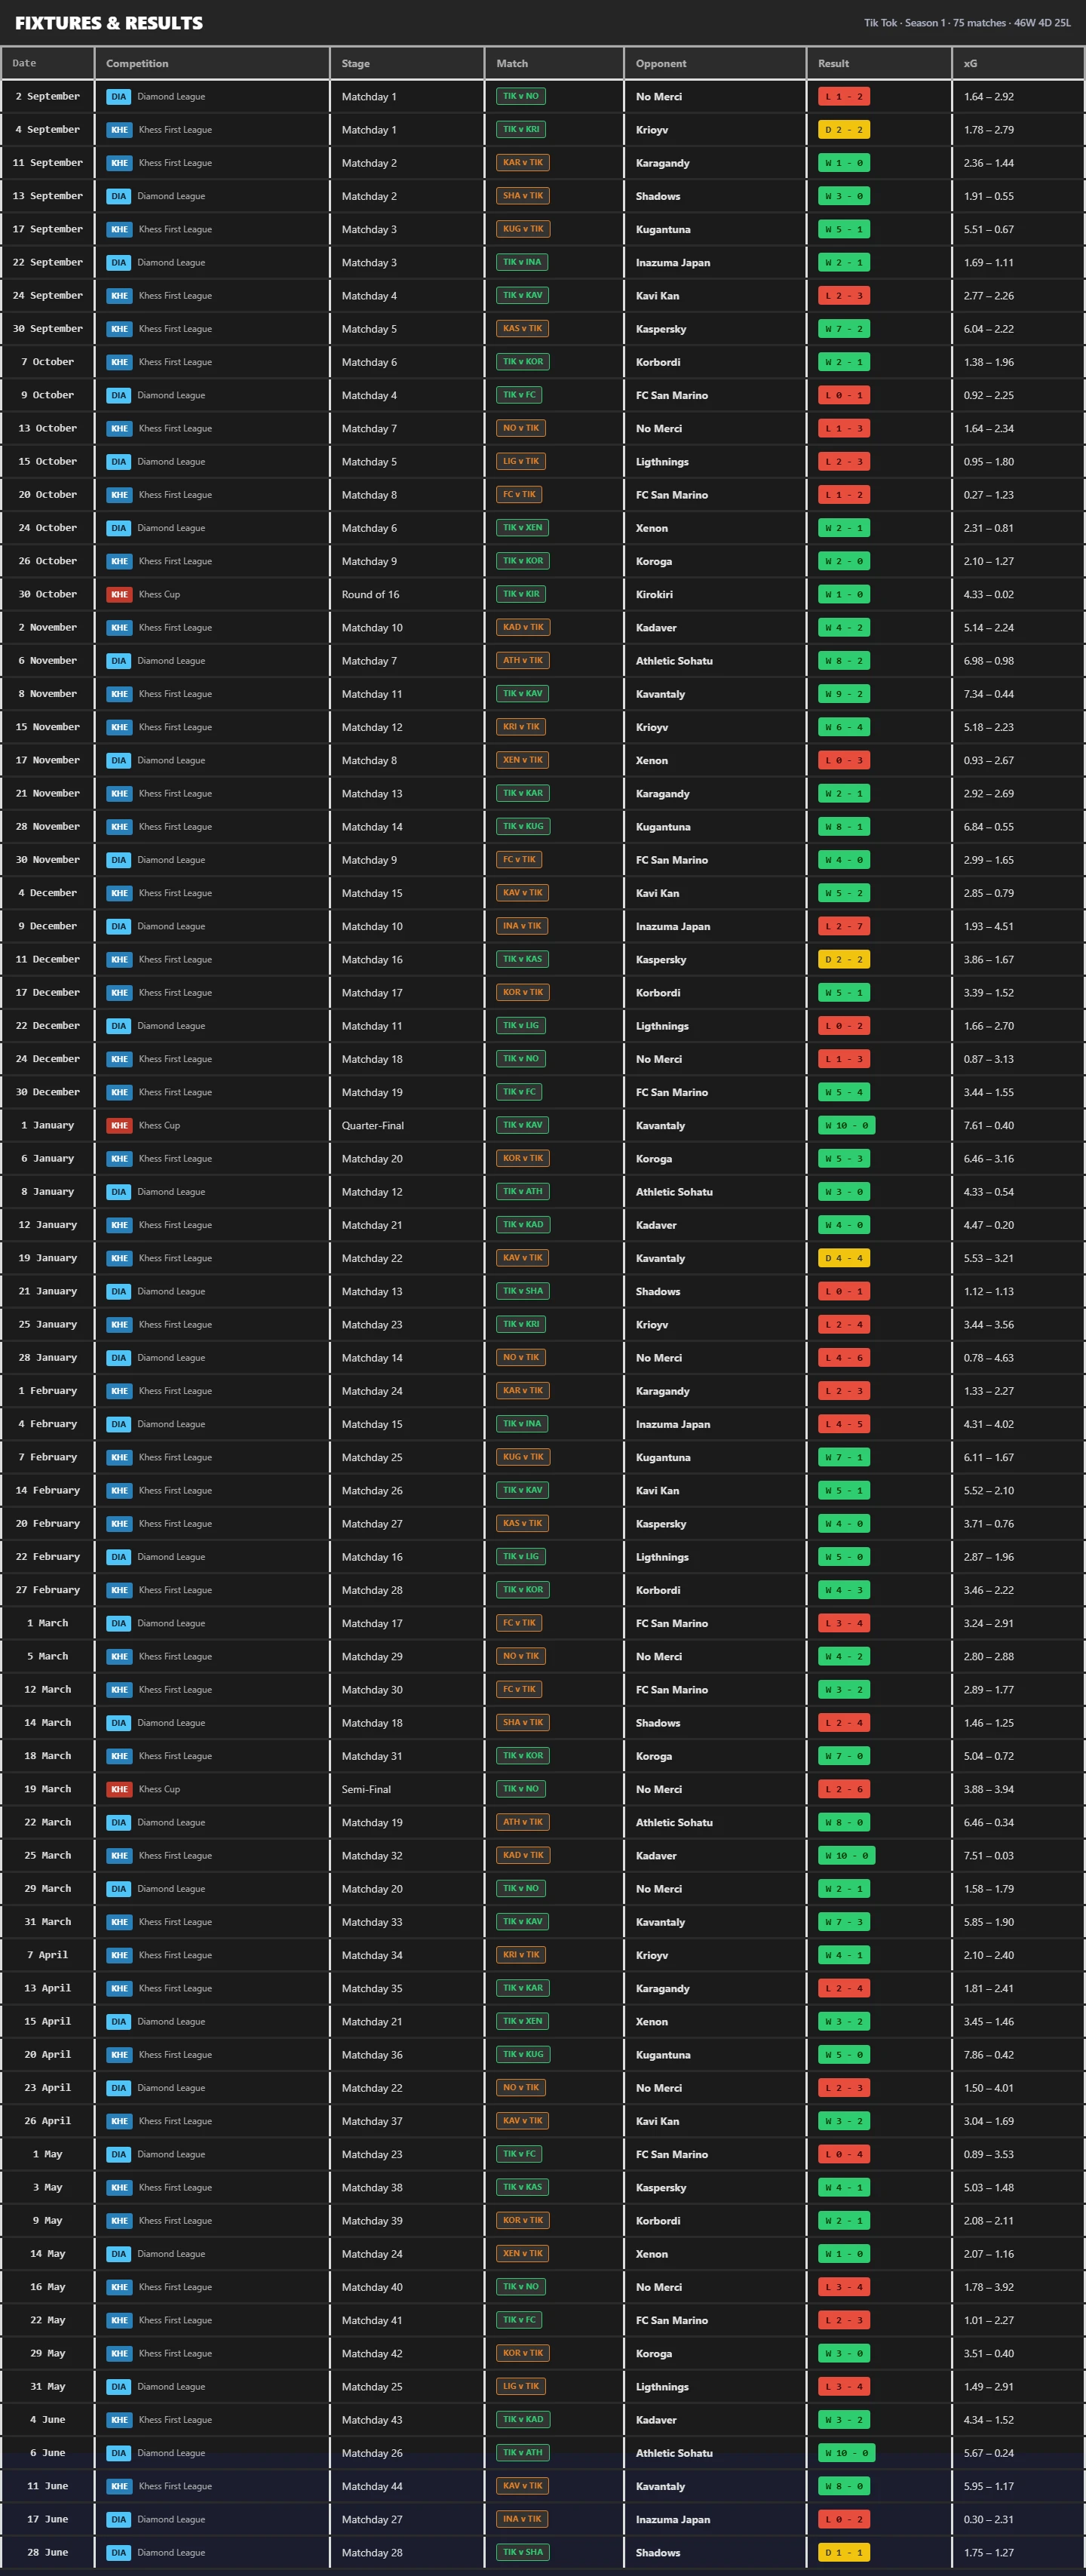 FIXTURES & RESULTS Tik Tok · Season 1 · 75 matches · 46W 4D 25L
Date Competition Stage Match Opponent Result xG
2 September DIA Diamond League Matchday 1 TIK v NO No Merci L 1 - 2 1.64 – 2.92
4 September KHE Khess First League Matchday 1 TIK v KRI Krioyv D 2 - 2 1.78 – 2.79
11 September KHE Khess First League Matchday 2 KAR v TIK Karagandy W 1 - 0 2.36 – 1.44
13 September DIA Diamond League Matchday 2 SHA v TIK Shadows W 3 - 0 1.91 – 0.55
17 September KHE Khess First League Matchday 3 KUG v TIK Kugantuna W 5 - 1 5.51 – 0.67
22 September DIA Diamond League Matchday 3 TIK v INA Inazuma Japan W 2 - 1 1.69 – 1.11
24 September KHE Khess First League Matchday 4 TIK v KAV Kavi Kan L 2 - 3 2.77 – 2.26
30 September KHE Khess First League Matchday 5 KAS v TIK Kaspersky W 7 - 2 6.04 – 2.22
7 October KHE Khess First League Matchday 6 TIK v KOR Korbordi W 2 - 1 1.38 – 1.96
9 October DIA Diamond League Matchday 4 TIK v FC FC San Marino L 0 - 1 0.92 – 2.25
13 October KHE Khess First League Matchday 7 NO v TIK No Merci L 1 - 3 1.64 – 2.34
15 October DIA Diamond League Matchday 5 LIG v TIK Ligthnings L 2 - 3 0.95 – 1.80
20 October KHE Khess First League Matchday 8 FC v TIK FC San Marino L 1 - 2 0.27 – 1.23
24 October DIA Diamond League Matchday 6 TIK v XEN Xenon W 2 - 1 2.31 – 0.81
26 October KHE Khess First League Matchday 9 TIK v KOR Koroga W 2 - 0 2.10 – 1.27
30 October KHE Khess Cup Round of 16 TIK v KIR Kirokiri W 1 - 0 4.33 – 0.02
2 November KHE Khess First League Matchday 10 KAD v TIK Kadaver W 4 - 2 5.14 – 2.24
6 November DIA Diamond League Matchday 7 ATH v TIK Athletic Sohatu W 8 - 2 6.98 – 0.98
8 November KHE Khess First League Matchday 11 TIK v KAV Kavantaly W 9 - 2 7.34 – 0.44
15 November KHE Khess First League Matchday 12 KRI v TIK Krioyv W 6 - 4 5.18 – 2.23
17 November DIA Diamond League Matchday 8 XEN v TIK Xenon L 0 - 3 0.93 – 2.67
21 November KHE Khess First League Matchday 13 TIK v KAR Karagandy W 2 - 1 2.92 – 2.69
28 November KHE Khess First League Matchday 14 TIK v KUG Kugantuna W 8 - 1 6.84 – 0.55
30 November DIA Diamond League Matchday 9 FC v TIK FC San Marino W 4 - 0 2.99 – 1.65
4 December KHE Khess First League Matchday 15 KAV v TIK Kavi Kan W 5 - 2 2.85 – 0.79
9 December DIA Diamond League Matchday 10 INA v TIK Inazuma Japan L 2 - 7 1.93 – 4.51
11 December KHE Khess First League Matchday 16 TIK v KAS Kaspersky D 2 - 2 3.86 – 1.67
17 December KHE Khess First League Matchday 17 KOR v TIK Korbordi W 5 - 1 3.39 – 1.52
22 December DIA Diamond League Matchday 11 TIK v LIG Ligthnings L 0 - 2 1.66 – 2.70
24 December KHE Khess First League Matchday 18 TIK v NO No Merci L 1 - 3 0.87 – 3.13
30 December KHE Khess First League Matchday 19 TIK v FC FC San Marino W 5 - 4 3.44 – 1.55
1 January KHE Khess Cup Quarter-Final TIK v KAV Kavantaly W 10 - 0 7.61 – 0.40
6 January KHE Khess First League Matchday 20 KOR v TIK Koroga W 5 - 3 6.46 – 3.16
8 January DIA Diamond League Matchday 12 TIK v ATH Athletic Sohatu W 3 - 0 4.33 – 0.54
12 January KHE Khess First League Matchday 21 TIK v KAD Kadaver W 4 - 0 4.47 – 0.20
19 January KHE Khess First League Matchday 22 KAV v TIK Kavantaly D 4 - 4 5.53 – 3.21
21 January DIA Diamond League Matchday 13 TIK v SHA Shadows L 0 - 1 1.12 – 1.13
25 January KHE Khess First League Matchday 23 TIK v KRI Krioyv L 2 - 4 3.44 – 3.56
28 January DIA Diamond League Matchday 14 NO v TIK No Merci L 4 - 6 0.78 – 4.63
1 February KHE Khess First League Matchday 24 KAR v TIK Karagandy L 2 - 3 1.33 – 2.27
4 February DIA Diamond League Matchday 15 TIK v INA Inazuma Japan L 4 - 5 4.31 – 4.02
7 February KHE Khess First League Matchday 25 KUG v TIK Kugantuna W 7 - 1 6.11 – 1.67
14 February KHE Khess First League Matchday 26 TIK v KAV Kavi Kan W 5 - 1 5.52 – 2.10
20 February KHE Khess First League Matchday 27 KAS v TIK Kaspersky W 4 - 0 3.71 – 0.76
22 February DIA Diamond League Matchday 16 TIK v LIG Ligthnings W 5 - 0 2.87 – 1.96
27 February KHE Khess First League Matchday 28 TIK v KOR Korbordi W 4 - 3 3.46 – 2.22
1 March DIA Diamond League Matchday 17 FC v TIK FC San Marino L 3 - 4 3.24 – 2.91
5 March KHE Khess First League Matchday 29 NO v TIK No Merci W 4 - 2 2.80 – 2.88
12 March KHE Khess First League Matchday 30 FC v TIK FC San Marino W 3 - 2 2.89 – 1.77
14 March DIA Diamond League Matchday 18 SHA v TIK Shadows L 2 - 4 1.46 – 1.25
18 March KHE Khess First League Matchday 31 TIK v KOR Koroga W 7 - 0 5.04 – 0.72
19 March KHE Khess Cup Semi-Final TIK v NO No Merci L 2 - 6 3.88 – 3.94
22 March DIA Diamond League Matchday 19 ATH v TIK Athletic Sohatu W 8 - 0 6.46 – 0.34
25 March KHE Khess First League Matchday 32 KAD v TIK Kadaver W 10 - 0 7.51 – 0.03
29 March DIA Diamond League Matchday 20 TIK v NO No Merci W 2 - 1 1.58 – 1.79
31 March KHE Khess First League Matchday 33 TIK v KAV Kavantaly W 7 - 3 5.85 – 1.90
7 April KHE Khess First League Matchday 34 KRI v TIK Krioyv W 4 - 1 2.10 – 2.40
13 April KHE Khess First League Matchday 35 TIK v KAR Karagandy L 2 - 4 1.81 – 2.41
15 April DIA Diamond League Matchday 21 TIK v XEN Xenon W 3 - 2 3.45 – 1.46
20 April KHE Khess First League Matchday 36 TIK v KUG Kugantuna W 5 - 0 7.86 – 0.42
23 April DIA Diamond League Matchday 22 NO v TIK No Merci L 2 - 3 1.50 – 4.01
26 April KHE Khess First League Matchday 37 KAV v TIK Kavi Kan W 3 - 2 3.04 – 1.69
1 May DIA Diamond League Matchday 23 TIK v FC FC San Marino L 0 - 4 0.89 – 3.53
3 May KHE Khess First League Matchday 38 TIK v KAS Kaspersky W 4 - 1 5.03 – 1.48
9 May KHE Khess First League Matchday 39 KOR v TIK Korbordi W 2 - 1 2.08 – 2.11
14 May DIA Diamond League Matchday 24 XEN v TIK Xenon W 1 - 0 2.07 – 1.16
16 May KHE Khess First League Matchday 40 TIK v NO No Merci L 3 - 4 1.78 – 3.92
22 May KHE Khess First League Matchday 41 TIK v FC FC San Marino L 2 - 3 1.01 – 2.27
29 May KHE Khess First League Matchday 42 KOR v TIK Koroga W 3 - 0 3.51 – 0.40
31 May DIA Diamond League Matchday 25 LIG v TIK Ligthnings L 3 - 4 1.49 – 2.91
4 June KHE Khess First League Matchday 43 TIK v KAD Kadaver W 3 - 2 4.34 – 1.52
6 June DIA Diamond League Matchday 26 TIK v ATH Athletic Sohatu W 10 - 0 5.67 – 0.24
11 June KHE Khess First League Matchday 44 KAV v TIK Kavantaly W 8 - 0 5.95 – 1.17
17 June DIA Diamond League Matchday 27 INA v TIK Inazuma Japan L 0 - 2 0.30 – 2.31
28 June DIA Diamond League Matchday 28 TIK v SHA Shadows D 1 - 1 1.75 – 1.27